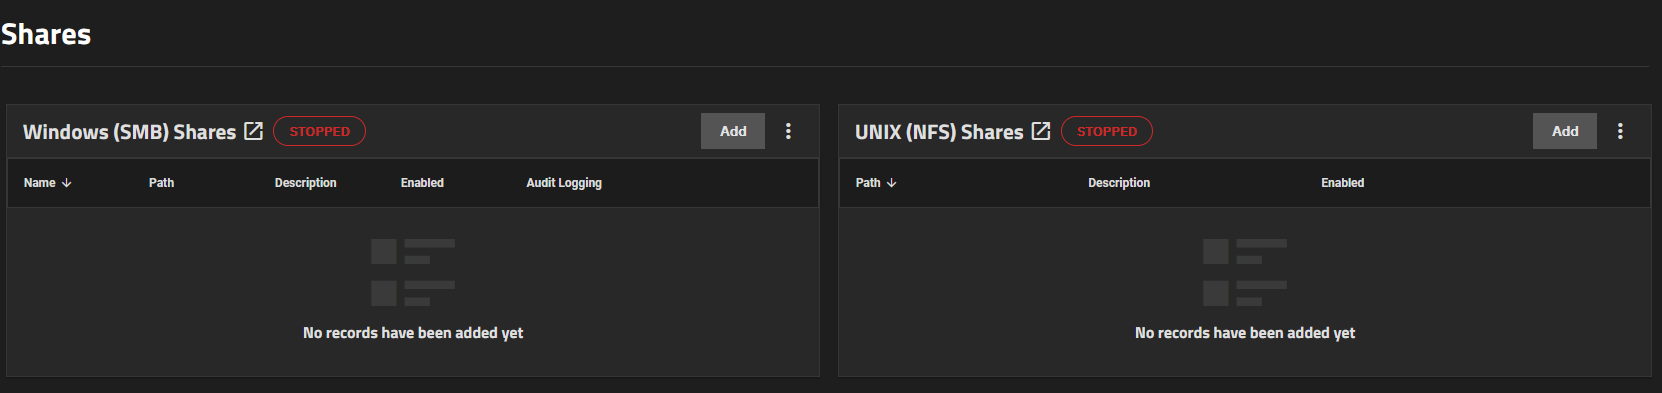 Shares
Windows (SMB) Shares STOPPED Add
Name Path Description Enabled Audit Logging
No records have been added yet
UNIX (NFS) Shares STOPPED Add
Path Description Enabled
No records have been added yet